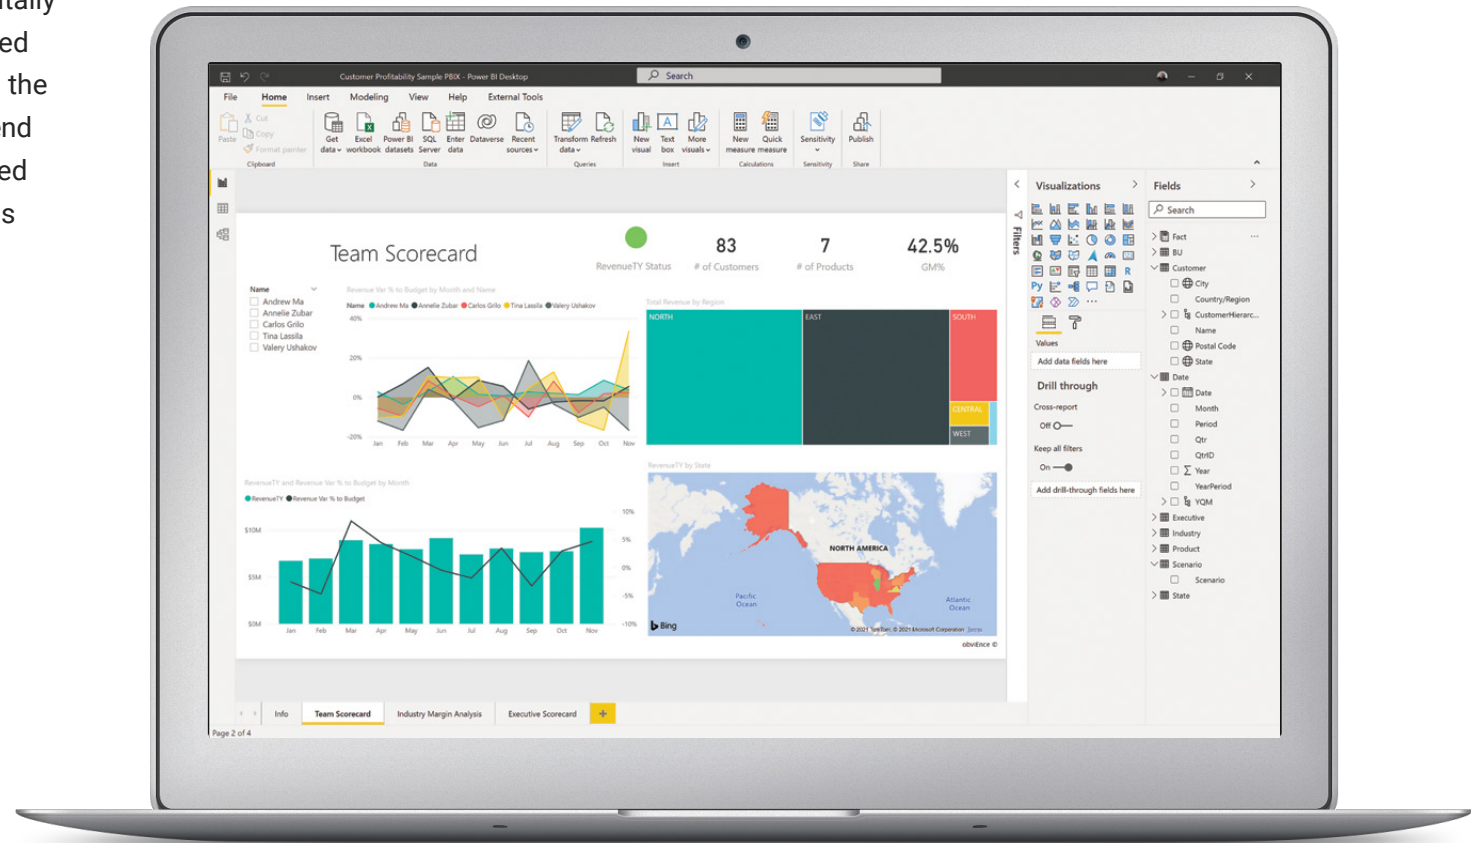 itally
ed
the
end
ed
s
Customer Profitability Sample PBIX - Power BI Desktop
Search
File Home Insert Modeling View Help External Tools
Paste
Cut
Copy
Format painter
Get data
Excel workbook
Power BI datasets
SQL Server
Enter data
Dataverse
Recent sources
Transform data
Refresh
New visual
Text box
More visuals
New measure
Quick measure
Sensitivity
Publish
Clipboard Data Queries Insert Calculations Sensitivity Share
Team Scorecard
RevenueTY Status
83
# of Customers
7
# of Products
42.5%
GM%
Name
Andrew Ma
Annelie Zubar
Carlos Grilo
Tina Lassila
Valery Ushakov
Revenue Var % to Budget by Month and Name
Name Andrew Ma Annelie Zubar Carlos Grilo Tina Lassila Valery Ushakov
40%
20%
0%
-20%
Jan Feb Mar Apr May Jun Jul Aug Sep Oct Nov
Total Revenue by Region
NORTH
EAST
SOUTH
CENTRAL
WEST
RevenueTY and Revenue Var % to Budget by Month
RevenueTY Revenue Var % to Budget
$10M
$5M
$0M
10%
5%
0%
-5%
-10%
Jan Feb Mar Apr May Jun Jul Aug Sep Oct Nov
RevenueTY by State
NORTH AMERICA
Pacific
Ocean
Atlantic
Ocean
Bing
© 2021 TomTom, © 2021 Microsoft Corporation Terms
obviEnce ©
Filters
Visualizations
R
Py
Values
Add data fields here
Drill through
Cross-report
Off
Keep all filters
On
Add drill-through fields here
Fields
Search
Fact
BU
Customer
City
Country/Region
CustomerHierarc...
Name
Postal Code
State
Date
Date
Month
Period
Qtr
QtrID
Year
YearPeriod
YQM
Executive
Industry
Product
Scenario
Scenario
State
Info Team Scorecard Industry Margin Analysis Executive Scorecard +
Page 2 of 4